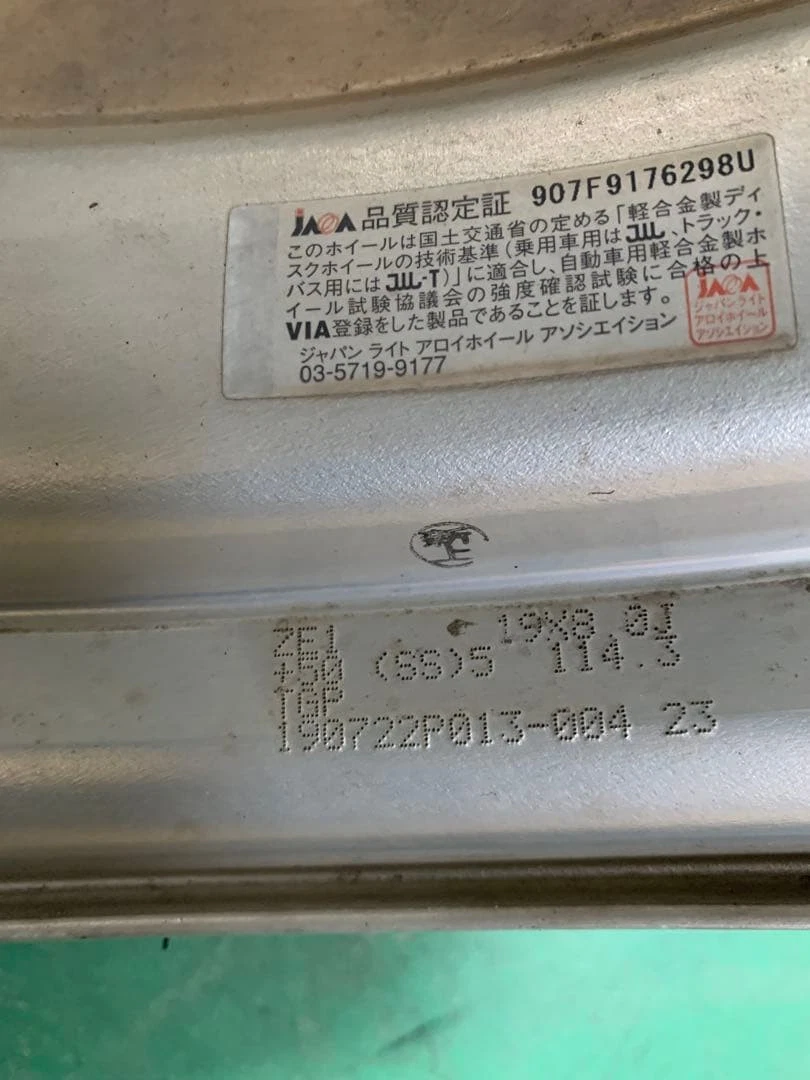 JAWA 品質認定証 907F9176298U
このホイールは国土交通省の定める「軽合金製ディ
スクホイールの技術基準(乗用車用はJWL、トラック・
バス用にはJWL-T)」に適合し、自動車用軽合金製ホ
イール試験協議会の強度確認試験に合格の上
VIA登録をした製品であることを証します。
ジャパン ライト アロイホイール アソシエイション
03-5719-9177
JAWA
ジャパンライト
アロイホイール
アソシエイション
ZE1 19X8.0J
+50 (SS)5 114.3
TGP
190722P013-004 23